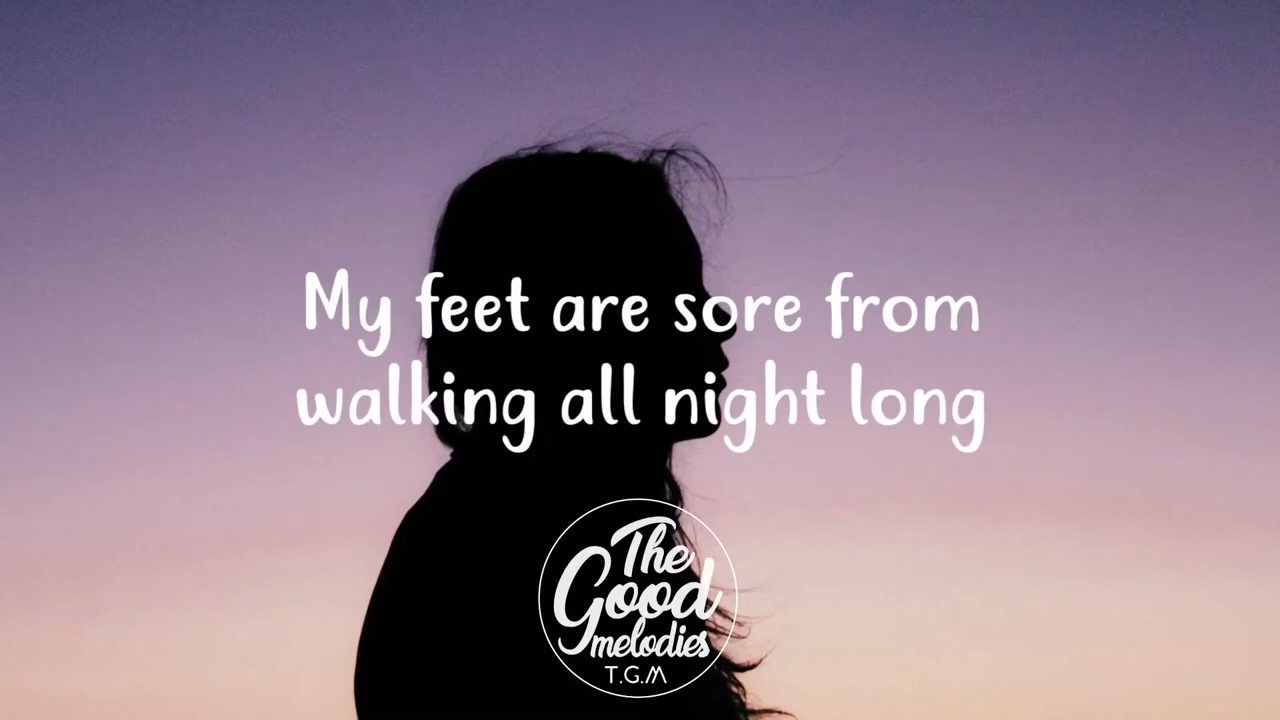 My feet are sore from
walking all night long
The
Good
melodies
T.G.M